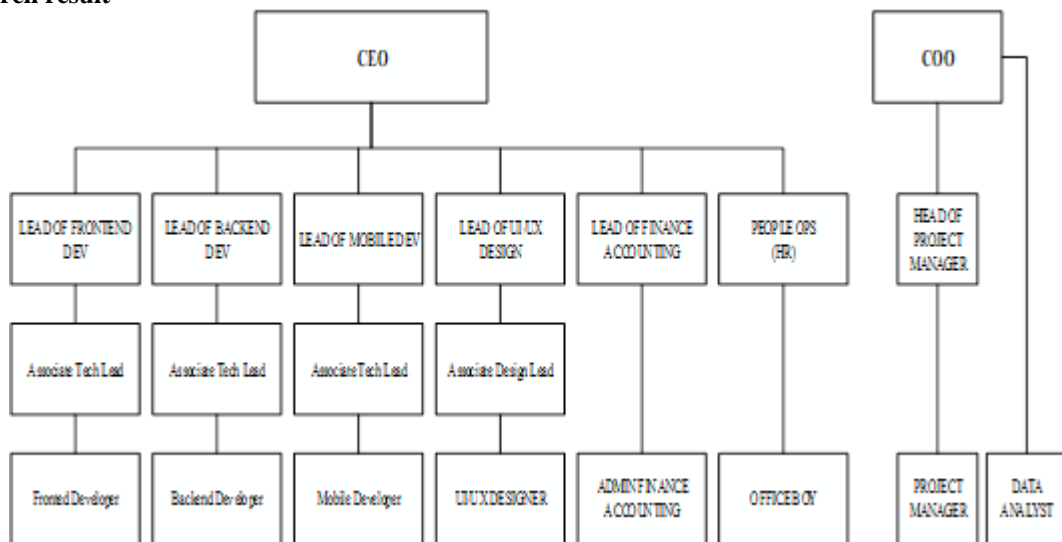 CEO
COO
LEAD OF FRONTEND
DEV
LEAD OF BACKEND
DEV
LEAD OF MOBILE DEV
LEAD OF UI UX
DESIGN
LEAD OF FINANCE
ACCOUNTING
PEOPLE OPS
(HR)
HEAD OF
PROJECT
MANAGER
Associate Tech Lead
Associate Tech Lead
Associate Tech Lead
Associate Design Lead
Fronted Developer
Backend Developer
Mobile Developer
UI UX DESIGNER
ADMIN FINANCE
ACCOUNTING
OFFICE BOY
PROJECT
MANAGER
DATA
ANALYST